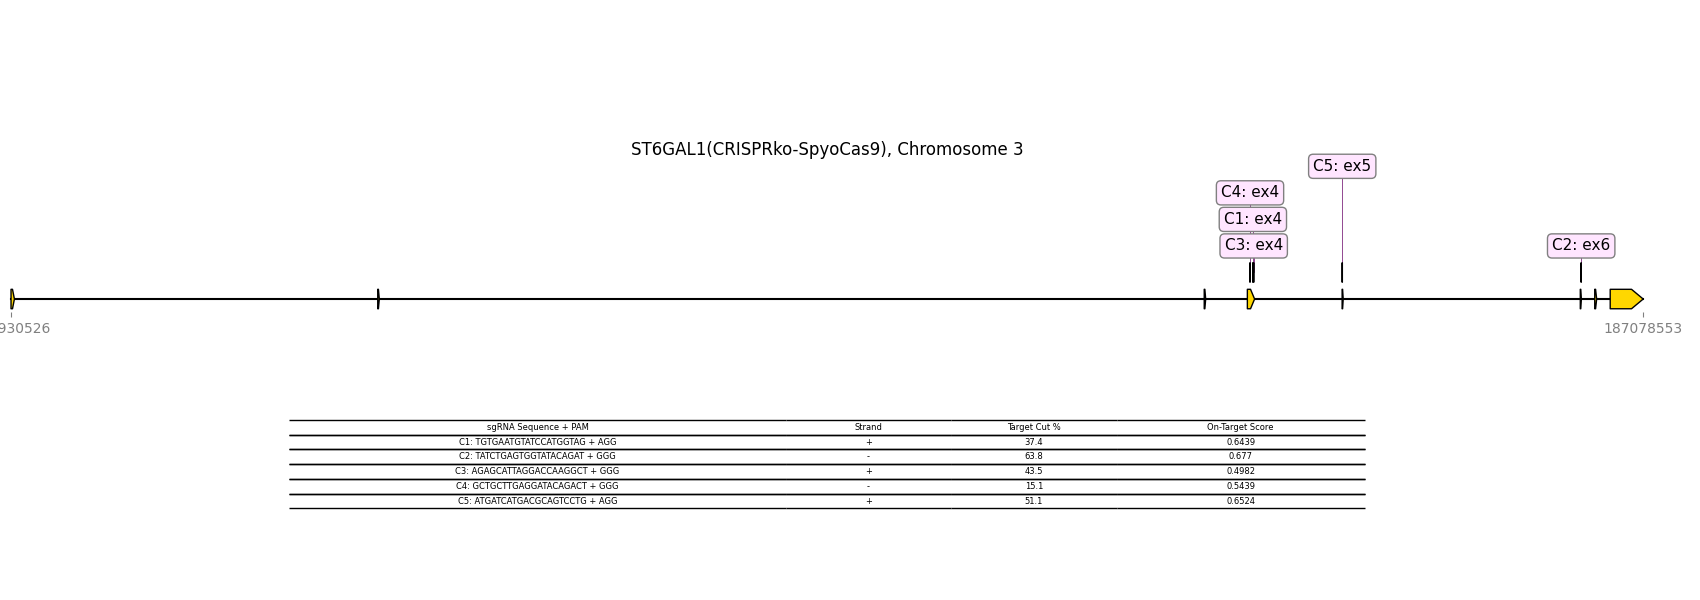 ST6GAL1(CRISPRko-SpyoCas9), Chromosome 3
C5: ex5
C4: ex4
C1: ex4
C3: ex4
C2: ex6
930526
187078553
sgRNA Sequence + PAM Strand Target Cut % On-Target Score
C1: TGTGAATGTATCCATGGTAG + AGG + 37.4 0.6439
C2: TATCTGAGTGGTATACAGAT + GGG - 63.8 0.677
C3: AGAGCATTAGGACCAAGGCT + GGG + 43.5 0.4982
C4: GCTGCTTGAGGATACAGACT + GGG - 15.1 0.5439
C5: ATGATCATGACGCAGTCCTG + AGG + 51.1 0.6524